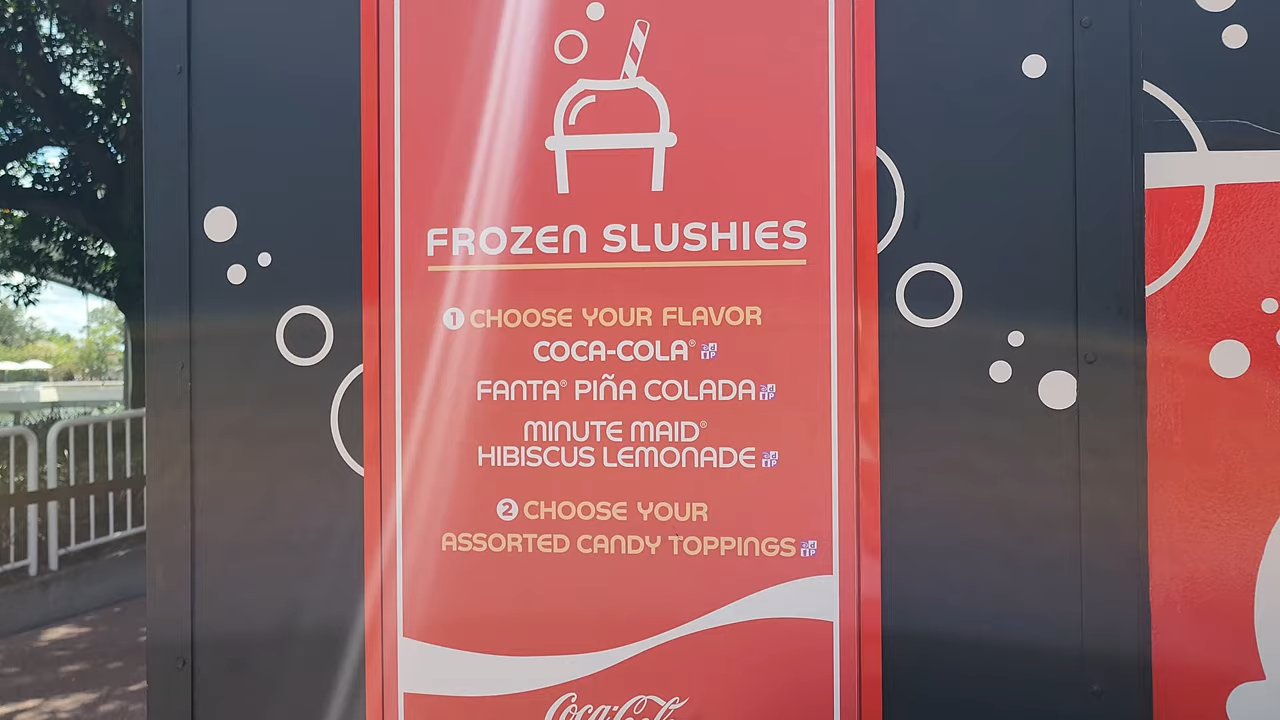 FROZEN SLUSHIES
1 CHOOSE YOUR FLAVOR
COCA-COLA®
FANTA® PIÑA COLADA
MINUTE MAID®
HIBISCUS LEMONADE
2 CHOOSE YOUR
ASSORTED CANDY TOPPINGS
Coca-Cola